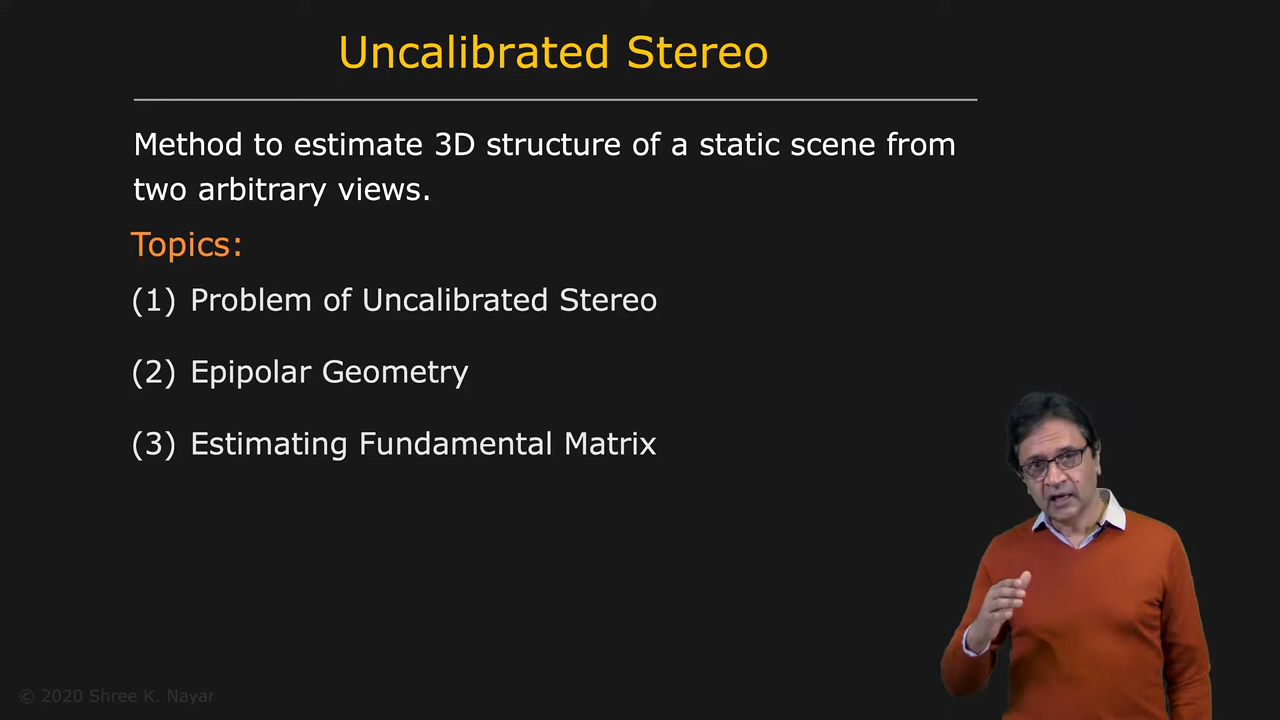 Uncalibrated Stereo
Method to estimate 3D structure of a static scene from
two arbitrary views.
Topics:
(1) Problem of Uncalibrated Stereo
(2) Epipolar Geometry
(3) Estimating Fundamental Matrix
© 2020 Shree K. Nayar